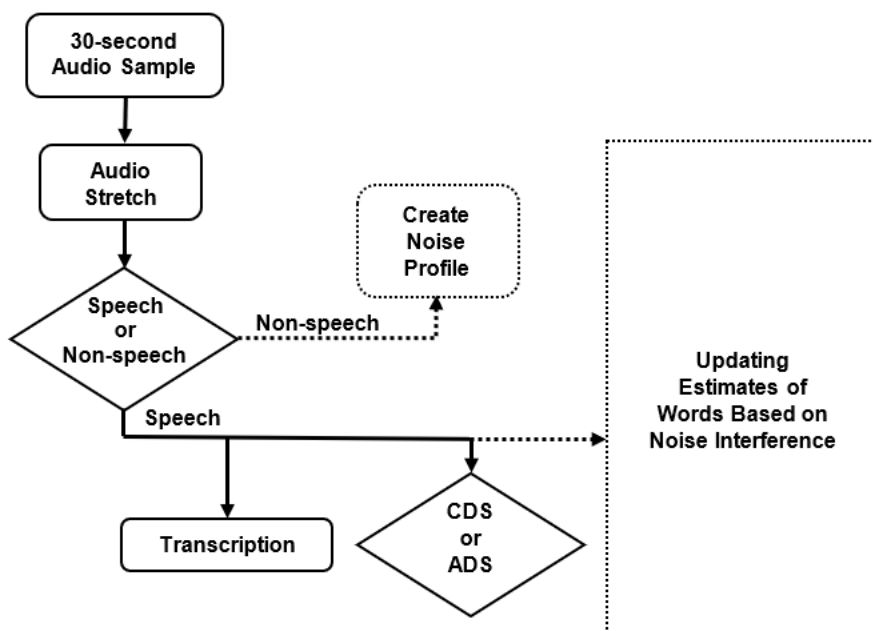 30-second
Audio Sample
Audio
Stretch
Create
Noise
Profile
Speech
or
Non-speech
Non-speech
Updating
Estimates of
Words Based on
Noise Interference
Speech
Transcription
CDS
or
ADS